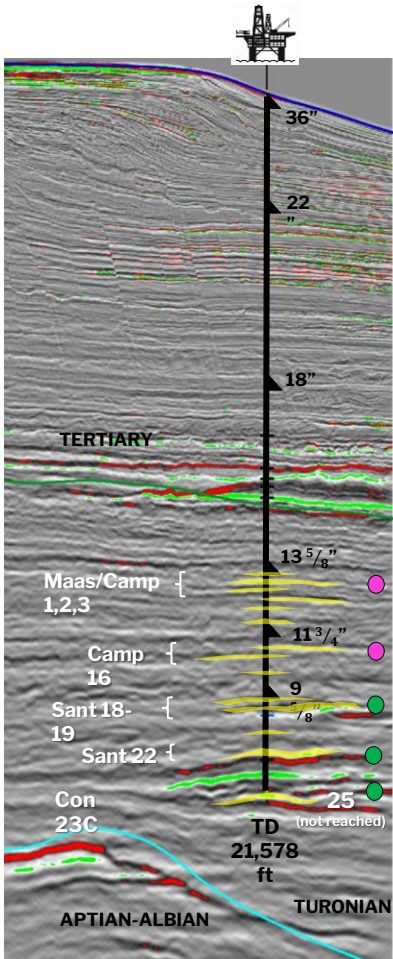 36”
22
”
18”
TERTIARY
13 5/8”
Maas/Camp
1,2,3
11 3/4”
Camp
16
9
5/8”
Sant 18-
19
Sant 22
Con
23C
25
(not reached)
TD
21,578
ft
APTIAN-ALBIAN
TURONIAN